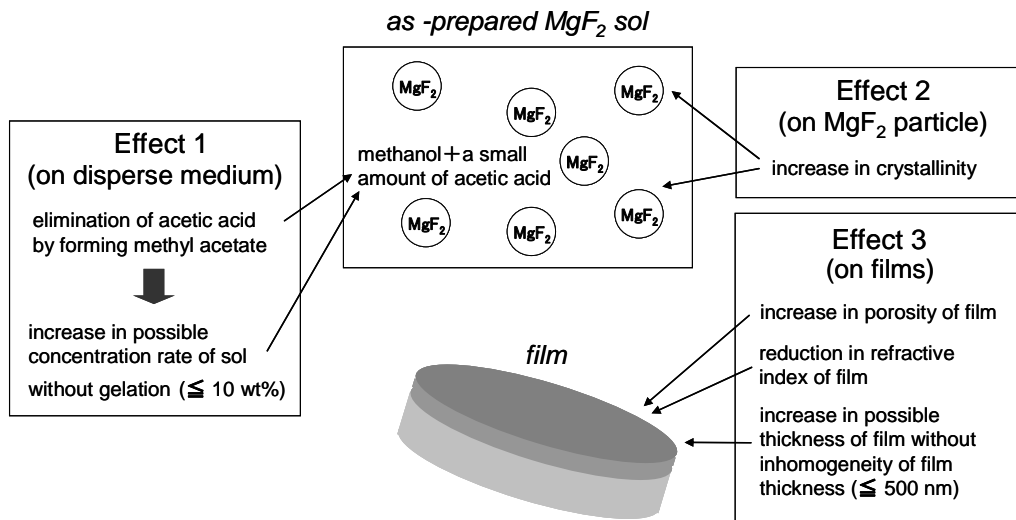 as -prepared MgF₂ sol
MgF₂
MgF₂
MgF₂
MgF₂
MgF₂
MgF₂
MgF₂
methanol+a small
amount of acetic acid
Effect 1
(on disperse medium)
elimination of acetic acid
by forming methyl acetate
increase in possible
concentration rate of sol
without gelation (≦ 10 wt%)
Effect 2
(on MgF₂ particle)
increase in crystallinity
Effect 3
(on films)
increase in porosity of film
reduction in refractive
index of film
increase in possible
thickness of film without
inhomogeneity of film
thickness (≦ 500 nm)
film